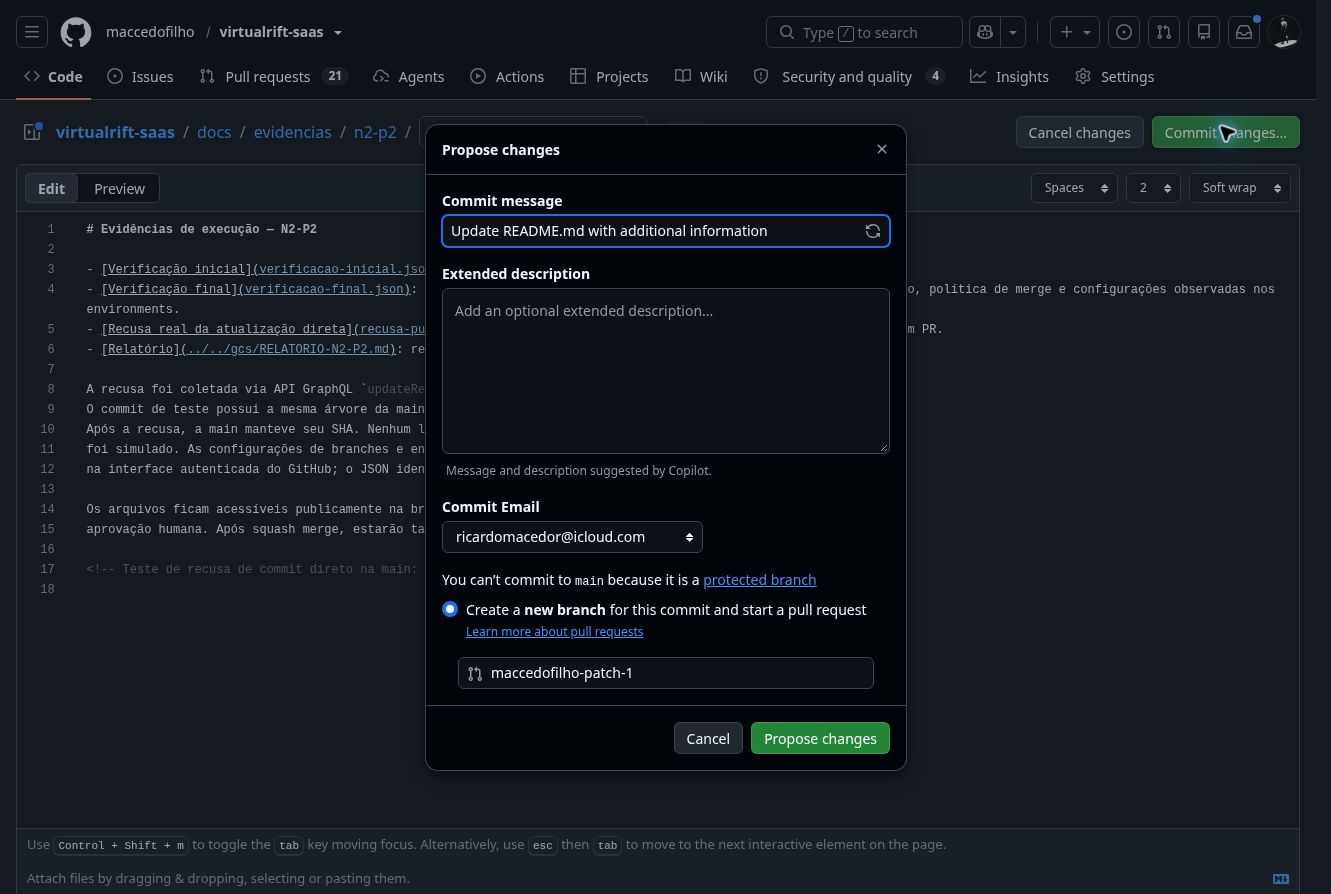 maccedofilho / virtualrift-saas
Type / to search
Code
Issues
Pull requests 21
Agents
Actions
Projects
Wiki
Security and quality 4
Insights
Settings
virtualrift-saas / docs / evidencias / n2-p2 /
Cancel changes
Commit changes...
Edit
Preview
Spaces
2
Soft wrap
1 # Evidências de execução — N2-P2
2
3 - [Verificação inicial](verificacao-inicial.jso
4 - [Verificação final](verificacao-final.json): o, política de merge e configurações observadas nos
environments.
5 - [Recusa real da atualização direta](recusa-pu m PR.
6 - [Relatório](../../gcs/RELATORIO-N2-P2.md): re
7
8 A recusa foi coletada via API GraphQL `updateRe
9 O commit de teste possui a mesma árvore da main
10 Após a recusa, a main manteve seu SHA. Nenhum l
11 foi simulado. As configurações de branches e en
12 na interface autenticada do GitHub; o JSON iden
13
14 Os arquivos ficam acessíveis publicamente na br
15 aprovação humana. Após squash merge, estarão ta
16
17 <!-- Teste de recusa de commit direto na main:
18
Propose changes
Commit message
Update README.md with additional information
Extended description
Add an optional extended description...
Message and description suggested by Copilot.
Commit Email
ricardomacedor@icloud.com
You can’t commit to main because it is a protected branch
Create a new branch for this commit and start a pull request
Learn more about pull requests
maccedofilho-patch-1
Cancel
Propose changes
Use Control + Shift + m to toggle the tab key moving focus. Alternatively, use esc then tab to move to the next interactive element on the page.
Attach files by dragging & dropping, selecting or pasting them.